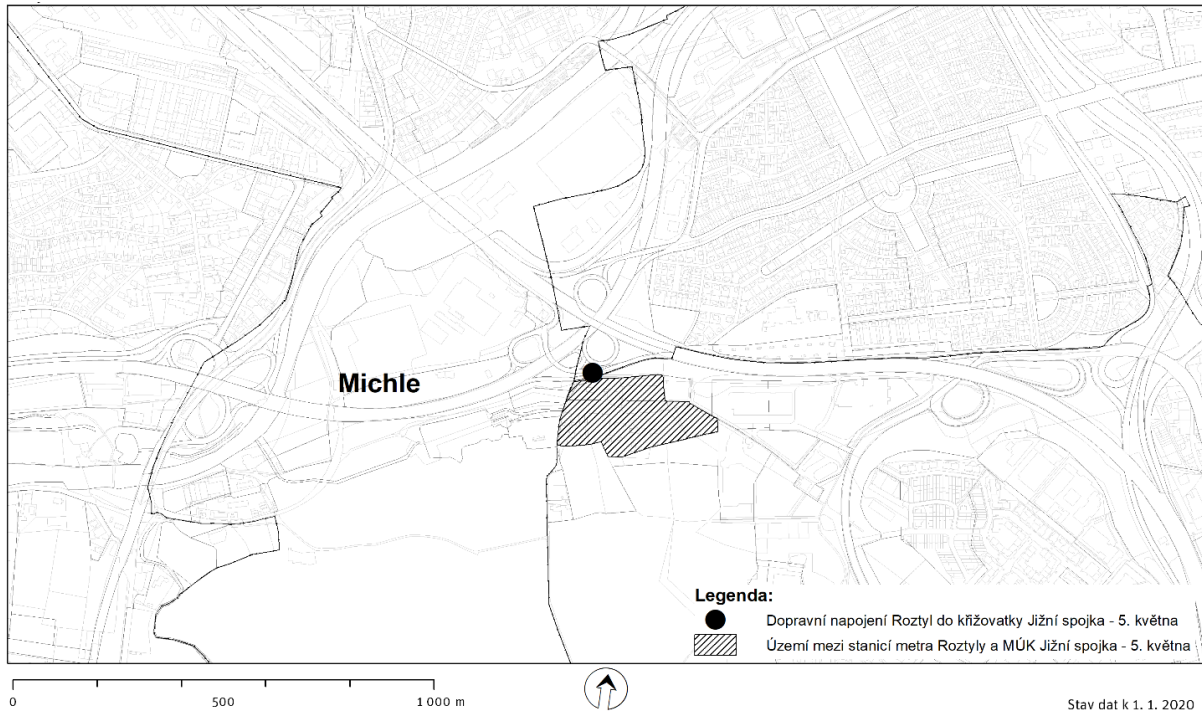 Michle
Legenda:
Dopravní napojení Roztyl do křižovatky Jižní spojka - 5. května
Území mezi stanicí metra Roztyly a MÚK Jižní spojka - 5. května
0 500 1 000 m
Stav dat k 1. 1. 2020